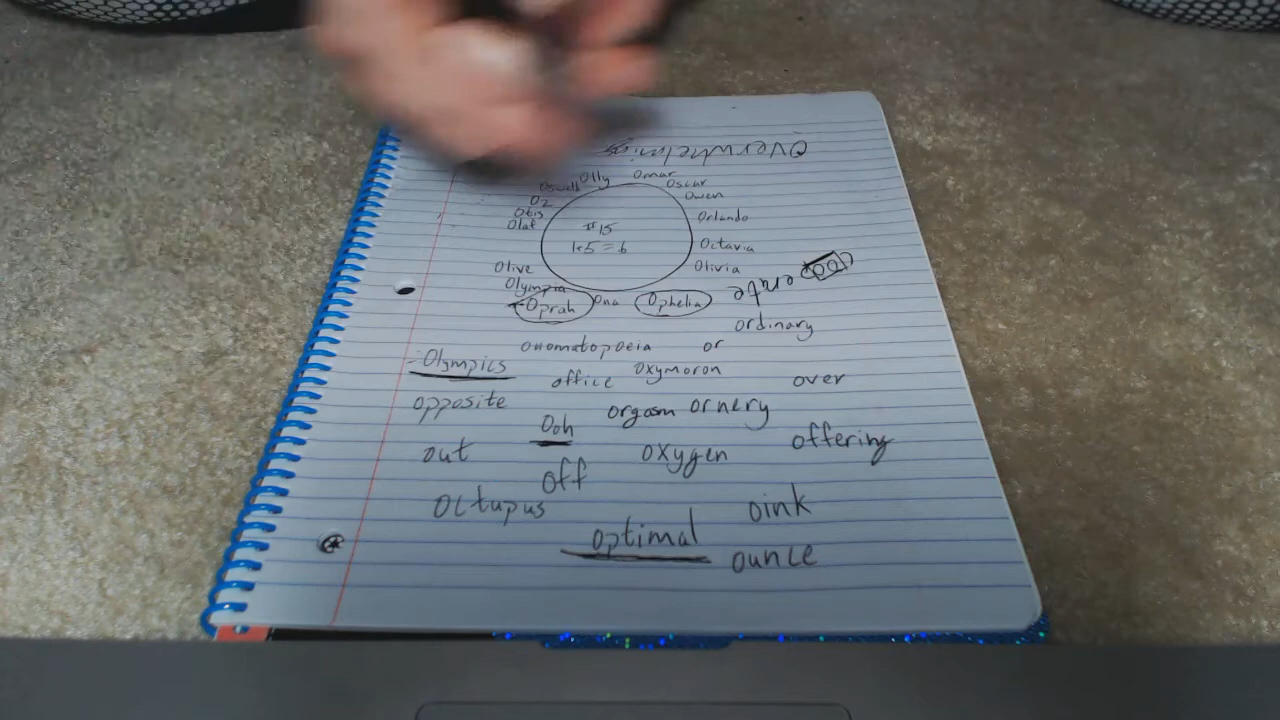 Overwhelming
Olly Omar
Oswald Oscar
Oz Owen
Otis Orlando
Olaf #15
1+5 = 6 Octavia
Olive Olivia
Olympia
Oprah Ona Ophelia ornate
ordinary
onomatopoeia or
Olympics office oxymoron over
opposite orgasm ornery
Ooh offering
out oxygen
off
Octupus oink
optimal
ounce